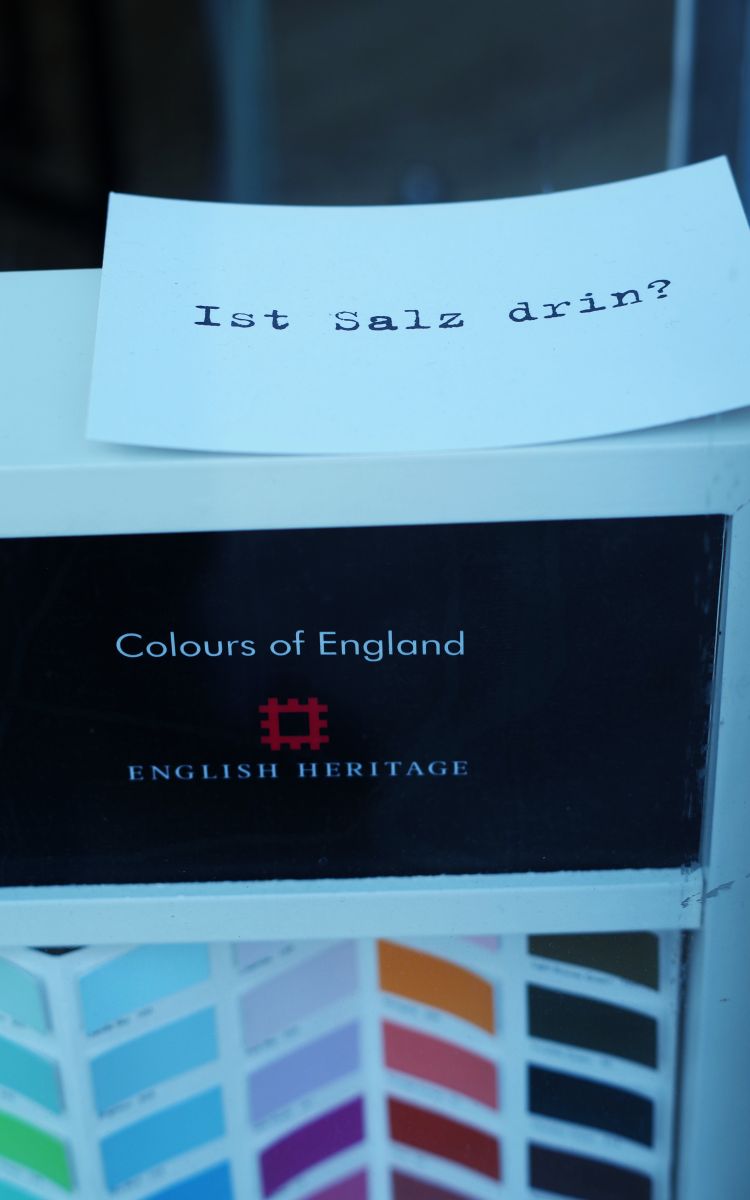 Ist Salz drin?
Colours of England
ENGLISH HERITAGE